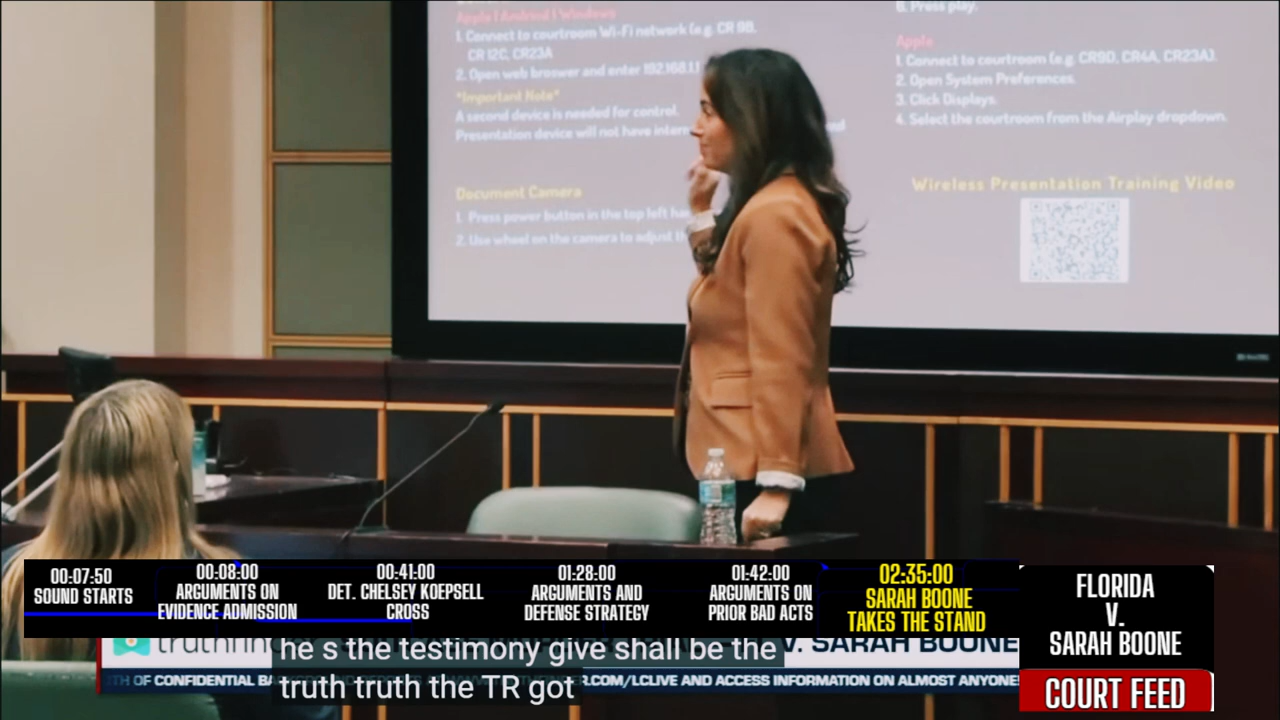 Apple | Android | Windows
1. Connect to courtroom Wi-Fi network (e.g. CR 9B,
CR 12C, CR23A
2. Open web broswer and enter 192.168.1.1
*Important Note*
A second device is needed for control.
Presentation device will not have
Document Camera
1. Press power button in the top left
2. Use wheel on the camera to adjust
6. Press play.
Apple
1. Connect to courtroom (e.g. CR9D, CR4A, CR23A).
2. Open System Preferences.
3. Click Displays.
4. Select the courtroom from the Airplay dropdown.
Wireless Presentation Training Video
00:07:50
SOUND STARTS
00:08:00
ARGUMENTS ON
EVIDENCE ADMISSION
00:41:00
DET. CHELSEY KOEPSELL
CROSS
01:28:00
ARGUMENTS AND
DEFENSE STRATEGY
01:42:00
ARGUMENTS ON
PRIOR BAD ACTS
02:35:00
SARAH BOONE
TAKES THE STAND
FLORIDA
V.
SARAH BOONE
COURT FEED
V. SARAH BOONE
he s the testimony give shall be the
truth truth the TR got
OF CONFIDENTIAL
.COM/LCLIVE AND ACCESS INFORMATION ON ALMOST ANYONE